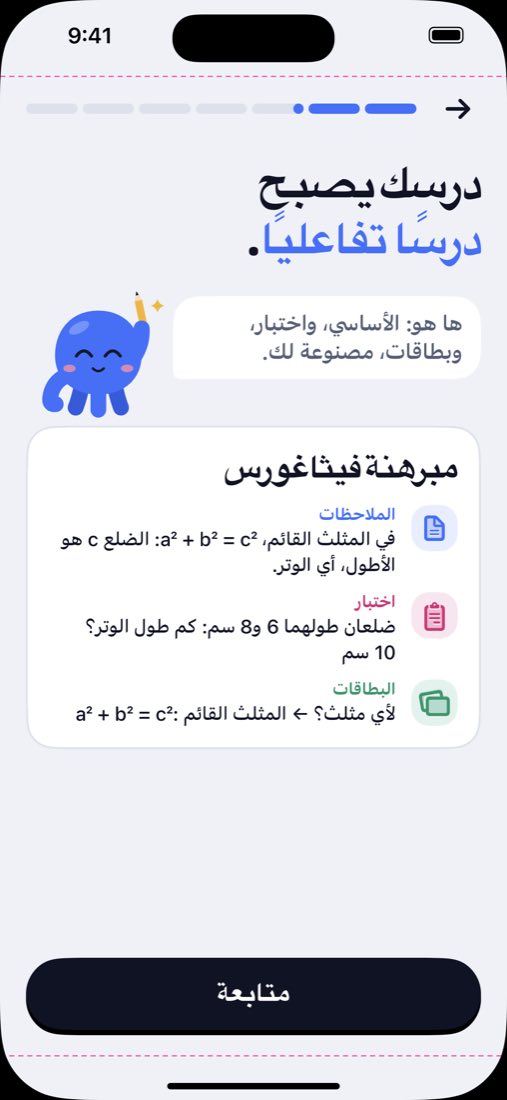 9:41
درسك يصبح
درسًا تفاعليًا.
ها هو: الأساسي، واختبار،
وبطاقات، مصنوعة لك.
مبرهنة فيثاغورس
الملاحظات
في المثلث القائم، a² + b² = c²: الضلع c هو
الأطول، أي الوتر.
اختبار
ضلعان طولهما 6 و8 سم: كم طول الوتر؟
10 سم
البطاقات
لأي مثلث؟ ← المثلث القائم :a² + b² = c²
متابعة